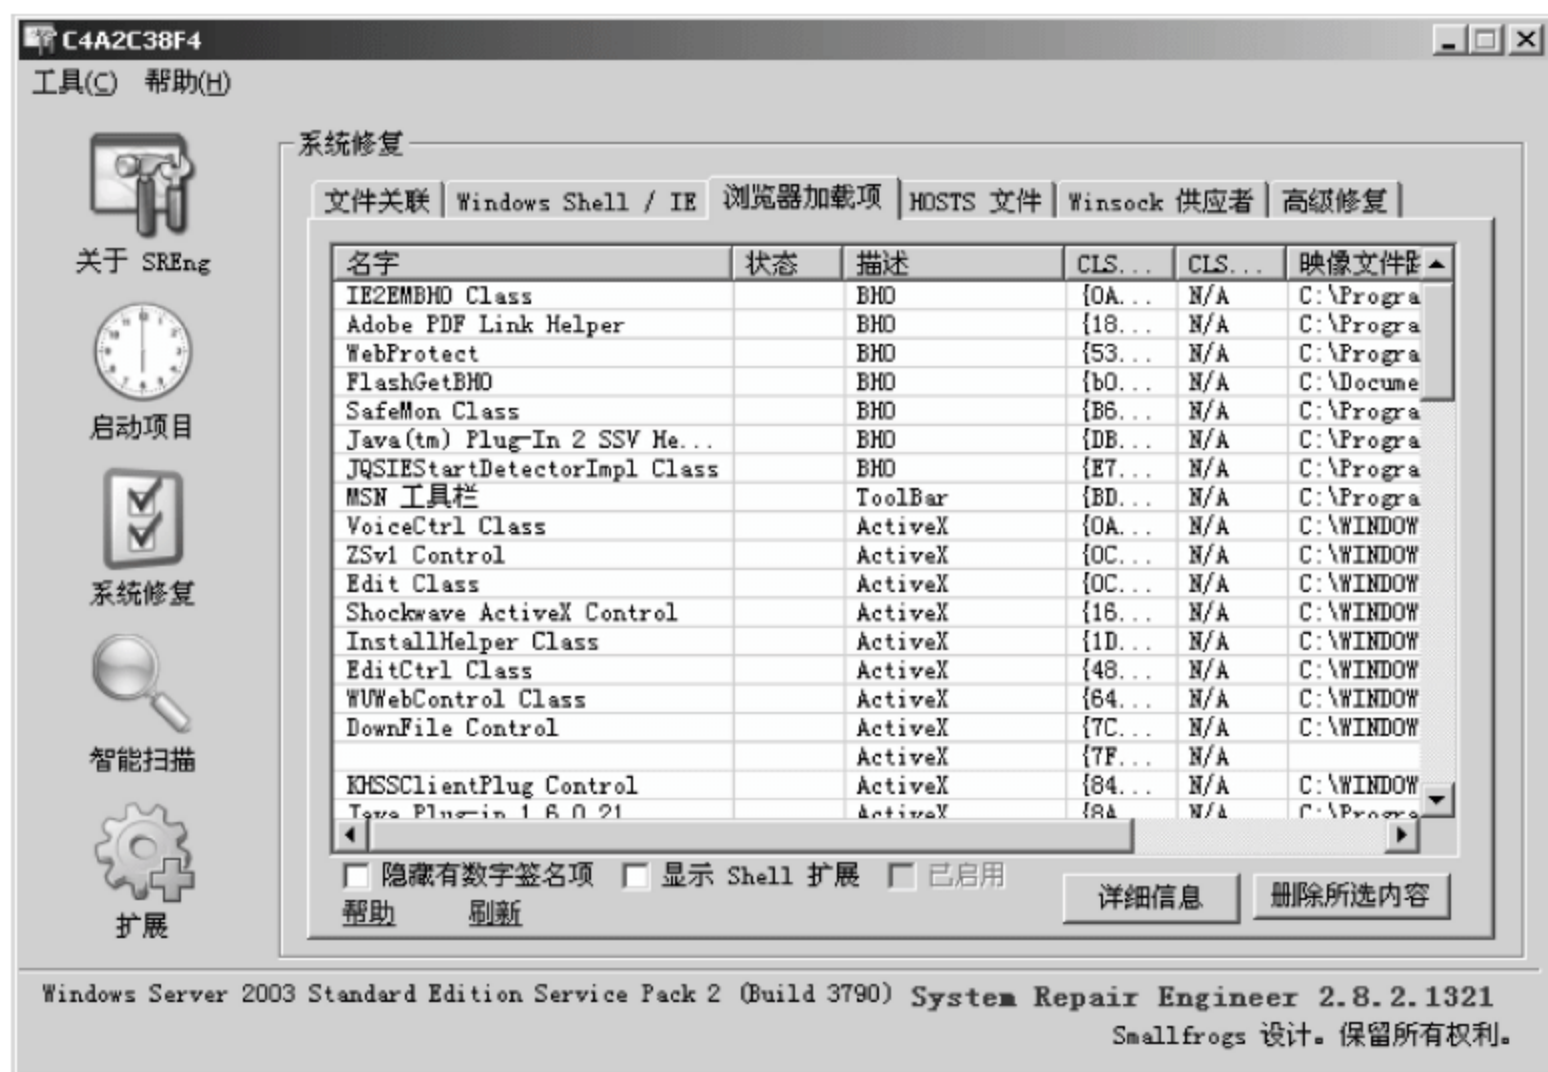 C4A2C38F4
工具(C) 帮助(H)
关于 SREng
启动项目
系统修复
智能扫描
扩展
系统修复
文件关联 Windows Shell / IE 浏览器加载项 HOSTS 文件 Winsock 供应者 高级修复
名字 状态 描述 CLS... CLS... 映像文件路
IE2EMBHO Class BHO {0A... N/A C:\Progra
Adobe PDF Link Helper BHO {18... N/A C:\Progra
WebProtect BHO {53... N/A C:\Progra
FlashGetBHO BHO {b0... N/A C:\Docume
SafeMon Class BHO {B6... N/A C:\Progra
Java(tm) Plug-In 2 SSV He... BHO {DB... N/A C:\Progra
JQSIEStartDetectorImpl Class BHO {E7... N/A C:\Progra
MSN 工具栏 ToolBar {BD... N/A C:\Progra
VoiceCtrl Class ActiveX {0A... N/A C:\WINDOW
ZSv1 Control ActiveX {0C... N/A C:\WINDOW
Edit Class ActiveX {0C... N/A C:\WINDOW
Shockwave ActiveX Control ActiveX {16... N/A C:\WINDOW
InstallHelper Class ActiveX {1D... N/A C:\WINDOW
EditCtrl Class ActiveX {48... N/A C:\WINDOW
WUWebControl Class ActiveX {64... N/A C:\WINDOW
DownFile Control ActiveX {7C... N/A C:\WINDOW
ActiveX {7F... N/A
KHSSClientPlug Control ActiveX {84... N/A C:\WINDOW
Java Plug-in 1.6.0_21 ActiveX {8A... N/A C:\Progra
隐藏有数字签名项 显示 Shell 扩展 已启用
帮助 刷新 详细信息 删除所选内容
Windows Server 2003 Standard Edition Service Pack 2 (Build 3790) System Repair Engineer 2.8.2.1321
Smallfrogs 设计。保留所有权利。